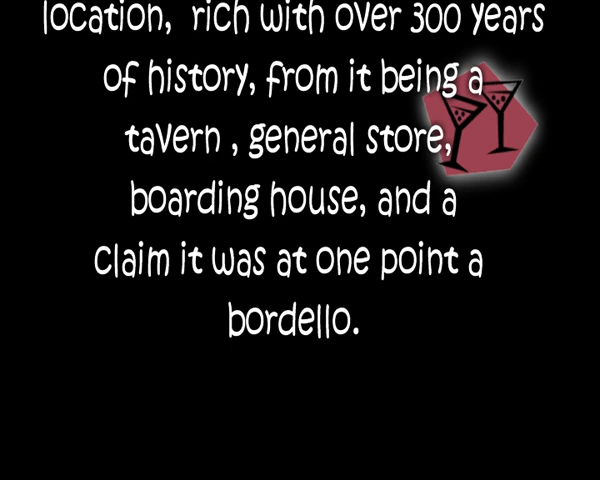 location, rich with over 300 years
of history, from it being a
tavern , general store,
boarding house, and a
claim it was at one point a
bordello.